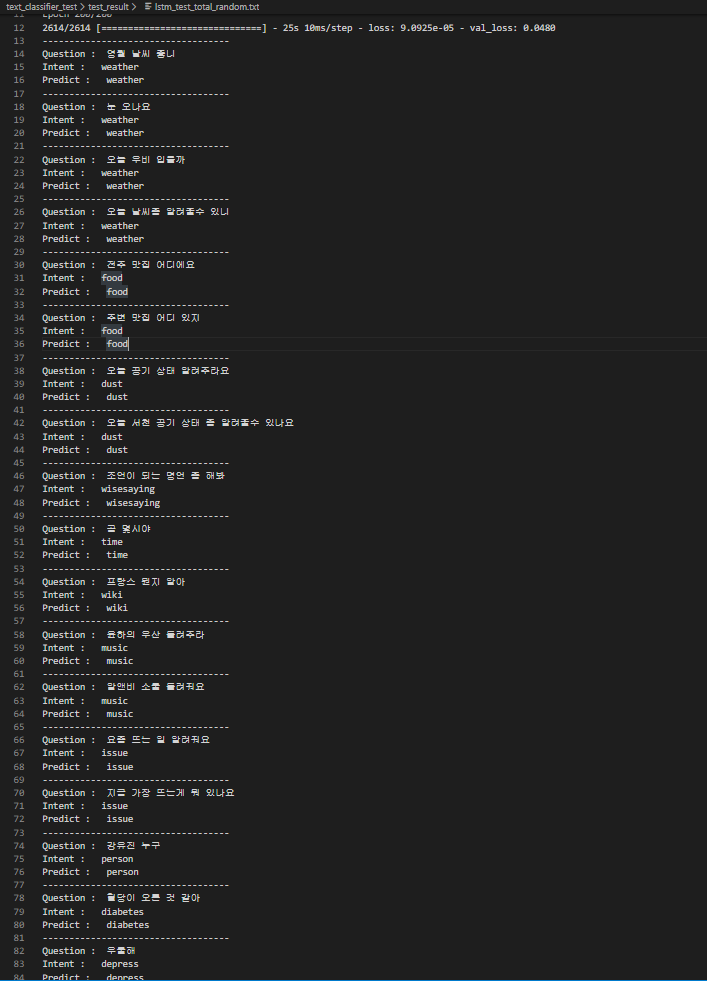 text_classifier_test > test_result > lstm_test_total_random.txt
11 Epoch 200/200
12 2614/2614 [==============================] - 25s 10ms/step - loss: 9.0925e-05 - val_loss: 0.0480
13 -----------------------------------
14 Question : 영월 날씨 좋니
15 Intent : weather
16 Predict : weather
17 -----------------------------------
18 Question : 눈 오나요
19 Intent : weather
20 Predict : weather
21 -----------------------------------
22 Question : 오늘 우비 입을까
23 Intent : weather
24 Predict : weather
25 -----------------------------------
26 Question : 오늘 날씨좀 알려줄수 있니
27 Intent : weather
28 Predict : weather
29 -----------------------------------
30 Question : 전주 맛집 어디에요
31 Intent : food
32 Predict : food
33 -----------------------------------
34 Question : 주변 맛집 어디 있지
35 Intent : food
36 Predict : food
37 -----------------------------------
38 Question : 오늘 공기 상태 알려주라요
39 Intent : dust
40 Predict : dust
41 -----------------------------------
42 Question : 오늘 서천 공기 상태 좀 알려줄수 있나요
43 Intent : dust
44 Predict : dust
45 -----------------------------------
46 Question : 조언이 되는 명언 좀 해봐
47 Intent : wisesaying
48 Predict : wisesaying
49 -----------------------------------
50 Question : 괌 몇시야
51 Intent : time
52 Predict : time
53 -----------------------------------
54 Question : 프랑스 뭔지 알아
55 Intent : wiki
56 Predict : wiki
57 -----------------------------------
58 Question : 윤하의 우산 들려주라
59 Intent : music
60 Predict : music
61 -----------------------------------
62 Question : 알앤비 소울 들려줘요
63 Intent : music
64 Predict : music
65 -----------------------------------
66 Question : 요즘 뜨는 일 알려줘요
67 Intent : issue
68 Predict : issue
69 -----------------------------------
70 Question : 지금 가장 뜨는게 뭐 있나요
71 Intent : issue
72 Predict : issue
73 -----------------------------------
74 Question : 강유진 누구
75 Intent : person
76 Predict : person
77 -----------------------------------
78 Question : 혈당이 오른 것 같아
79 Intent : diabetes
80 Predict : diabetes
81 -----------------------------------
82 Question : 우울해
83 Intent : depress
84 Predict : depress